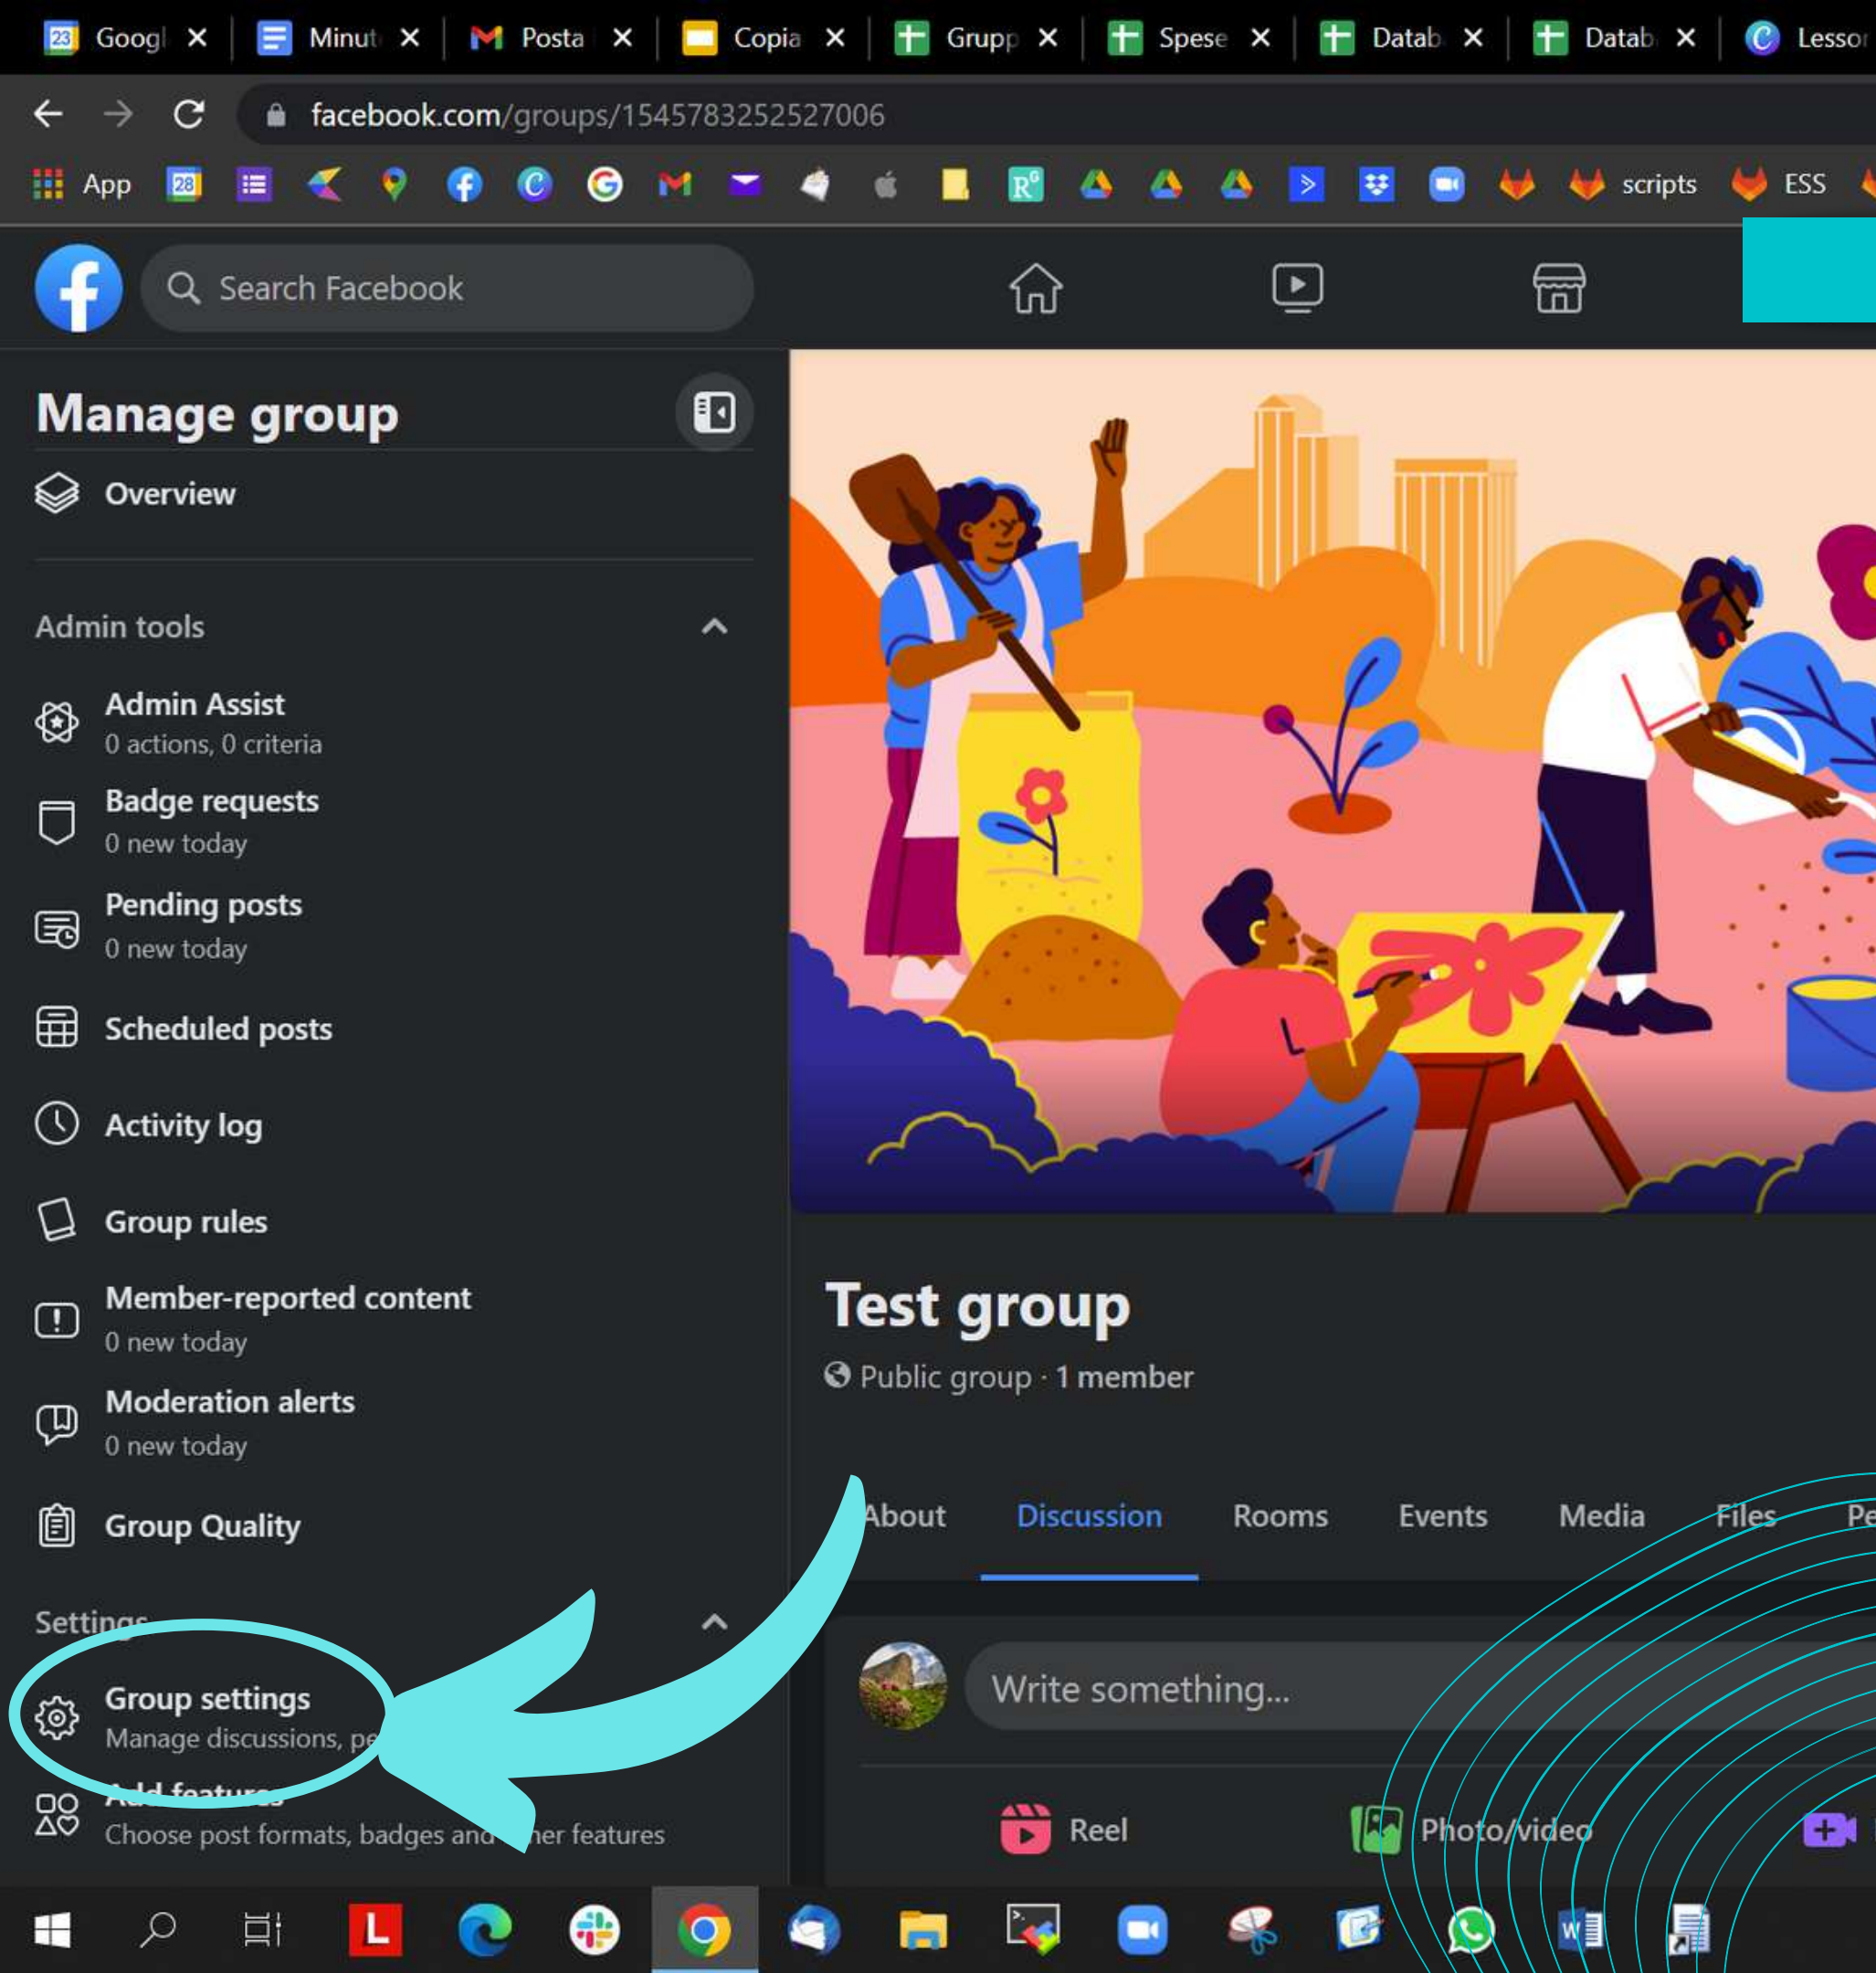 Googl
Minut
Posta
Copia
Grupp
Spese
Datab
Datab
Lesson
facebook.com/groups/1545783252527006
App
scripts
ESS
Search Facebook
Manage group
Overview
Admin tools
Admin Assist
0 actions, 0 criteria
Badge requests
0 new today
Pending posts
0 new today
Scheduled posts
Activity log
Group rules
Member-reported content
0 new today
Moderation alerts
0 new today
Group Quality
Settings
Group settings
Manage discussions, pe
Add features
Choose post formats, badges and her features
Test group
Public group · 1 member
About
Discussion
Rooms
Events
Media
Files
Pe
Write something...
Reel
Photo/video